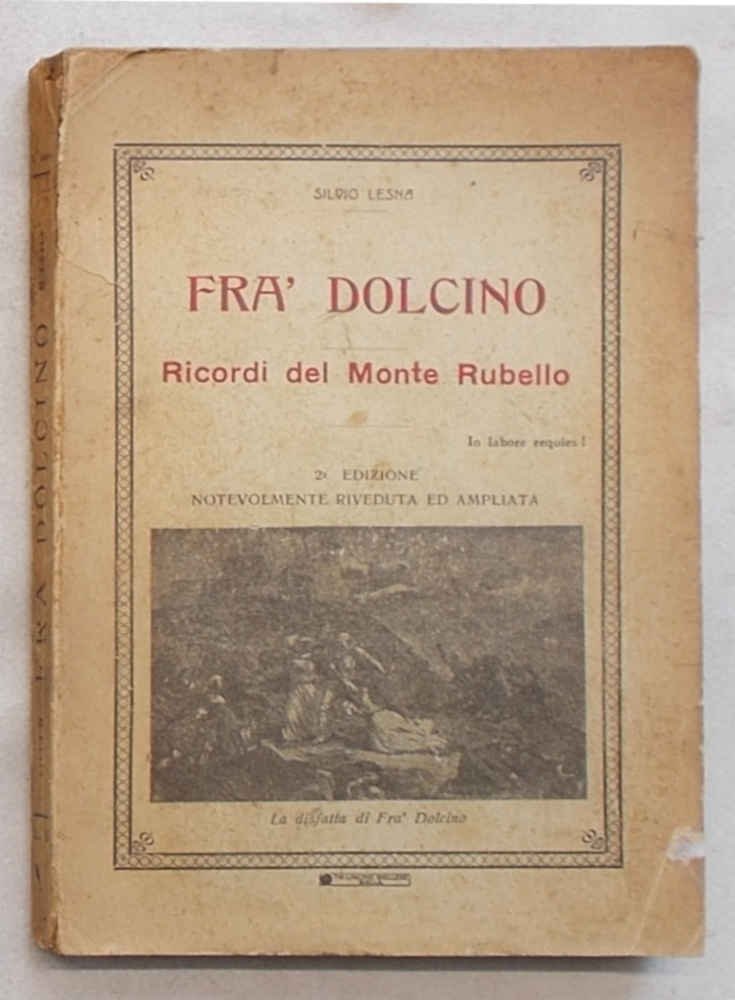 SILVIO LESNA
FRA' DOLCINO
Ricordi del Monte Rubello
In labore requies!
2ª EDIZIONE
NOTEVOLMENTE RIVEDUTA ED AMPLIATA
La disfatta di Fra' Dolcino
BIELLA
FRA DOLCINO